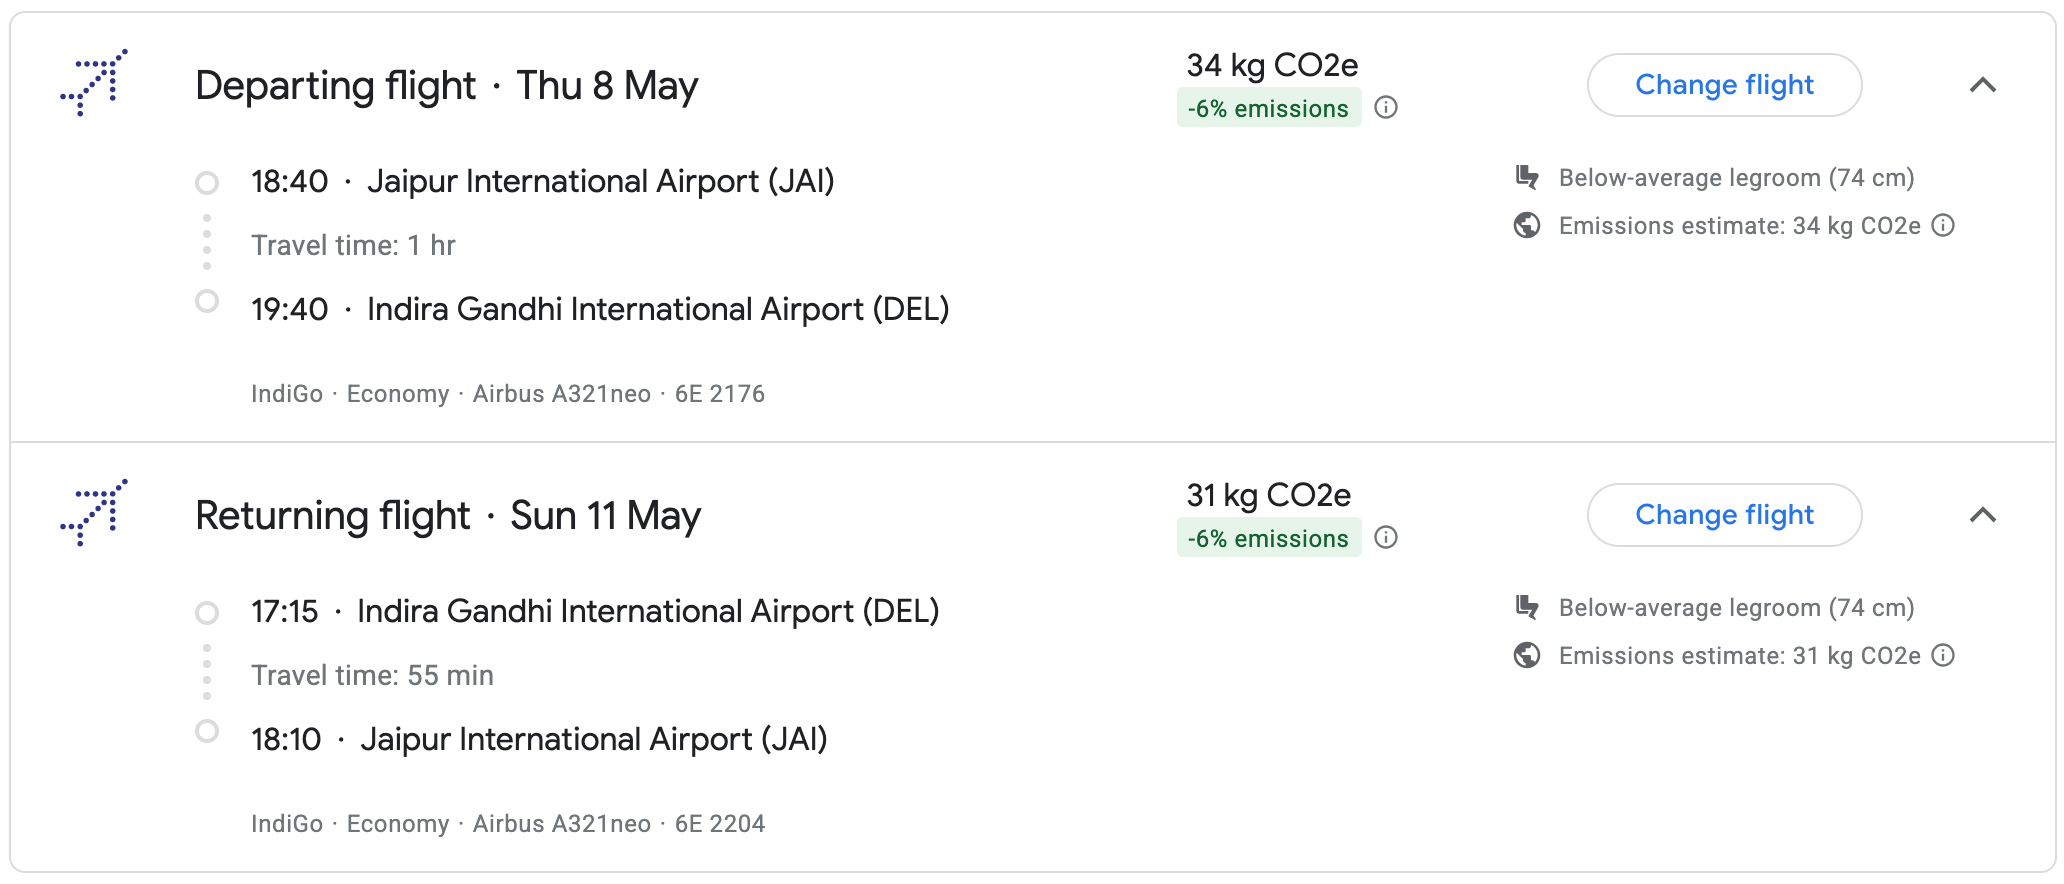 Departing flight · Thu 8 May
34 kg CO2e
-6% emissions
Change flight
18:40 · Jaipur International Airport (JAI)
Travel time: 1 hr
19:40 · Indira Gandhi International Airport (DEL)
IndiGo · Economy · Airbus A321neo · 6E 2176
Below-average legroom (74 cm)
Emissions estimate: 34 kg CO2e
Returning flight · Sun 11 May
31 kg CO2e
-6% emissions
Change flight
17:15 · Indira Gandhi International Airport (DEL)
Travel time: 55 min
18:10 · Jaipur International Airport (JAI)
IndiGo · Economy · Airbus A321neo · 6E 2204
Below-average legroom (74 cm)
Emissions estimate: 31 kg CO2e